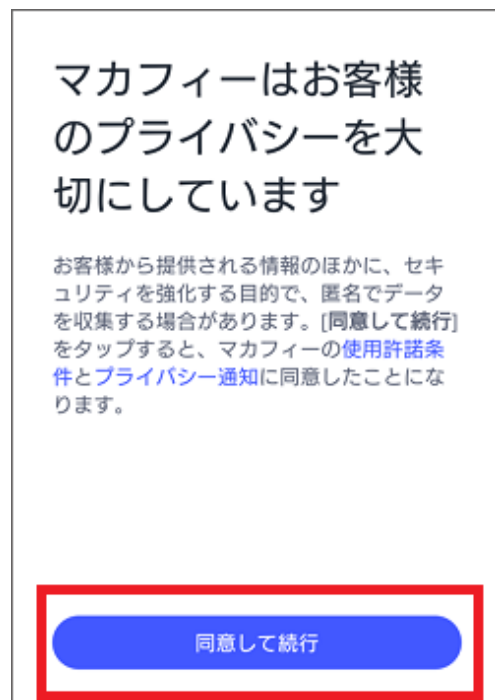 マカフィーはお客様
のプライバシーを大
切にしています
お客様から提供される情報のほかに、セキ
ュリティを強化する目的で、匿名でデータ
を収集する場合があります。[同意して続行]
をタップすると、マカフィーの使用許諾条
件とプライバシー通知に同意したことにな
ります。
同意して続行